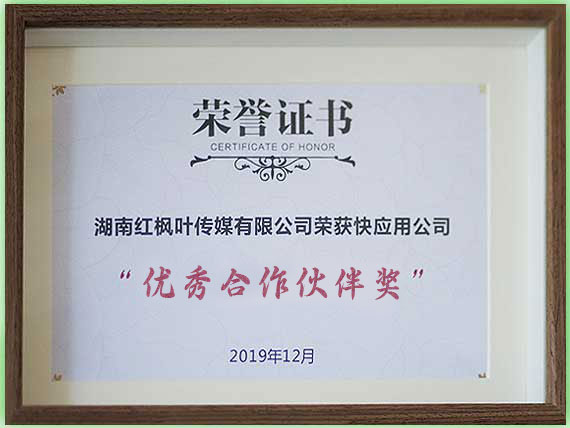 荣誉证书
CERTIFICATE OF HONOR
湖南红枫叶传媒有限公司荣获快应用公司
“优秀合作伙伴奖”
2019年12月